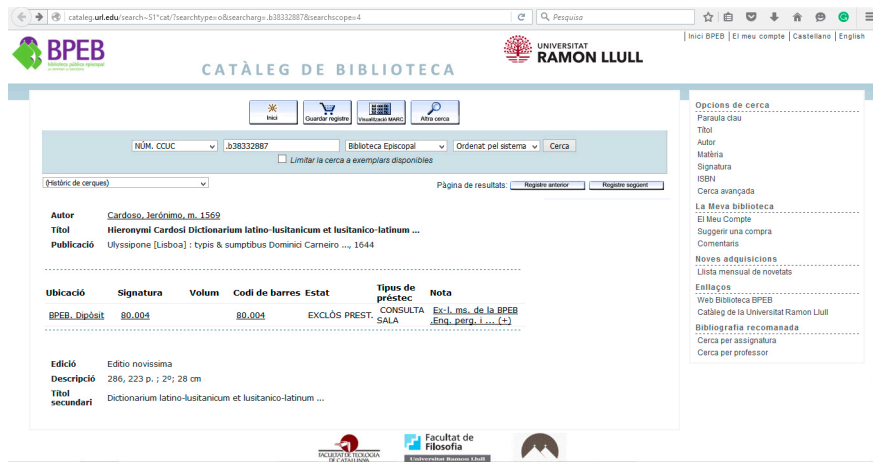 cataleg.url.edu/search~S1*cat/?searchtype=o&searcharg=.b38332887&searchscope=4
Pesquisa
Inici BPEB | El meu compte | Castellano | English
BPEB
biblioteca pública episcopal
UNIVERSITAT
RAMON LLULL
CATÀLEG DE BIBLIOTECA
Inici
Guardar registre
Visualització MARC
Altra cerca
NÚM. CCUC
.b38332887
Biblioteca Episcopal
Ordenat pel sistema
Cerca
Limitar la cerca a exemplars disponibles
(Històric de cerques)
Pàgina de resultats:
Registre anterior
Registre següent
Autor Cardoso, Jerónimo, m. 1569
Títol Hieronymi Cardosi Dictionarium latino-lusitanicum et lusitanico-latinum ...
Publicació Ulyssipone [Lisboa] : typis & sumptibus Dominici Carneiro ..., 1644
Ubicació Signatura Volum Codi de barres Estat Tipus de préstec Nota
BPEB. Dipòsit 80.004 80.004 EXCLÒS PREST. CONSULTA SALA Ex-l. ms. de la BPEB
.Enq. perg. i ... (+)
Edició Editio novissima
Descripció 286, 223 p. ; 2º; 28 cm
Títol secundari Dictionarium latino-lusitanicum et lusitanico-latinum ...
Opcions de cerca
Paraula clau
Títol
Autor
Matèria
Signatura
ISBN
Cerca avançada
La Meva biblioteca
El Meu Compte
Suggerir una compra
Comentaris
Noves adquisicions
Llista mensual de novetats
Enllaços
Web Biblioteca BPEB
Catàleg de la Universitat Ramon Llull
Bibliografia recomanada
Cerca per assignatura
Cerca per professor
FACULTAT DE TEOLOGIA
DE CATALUNYA
Facultat de
Filosofia
Universitat Ramon Llull